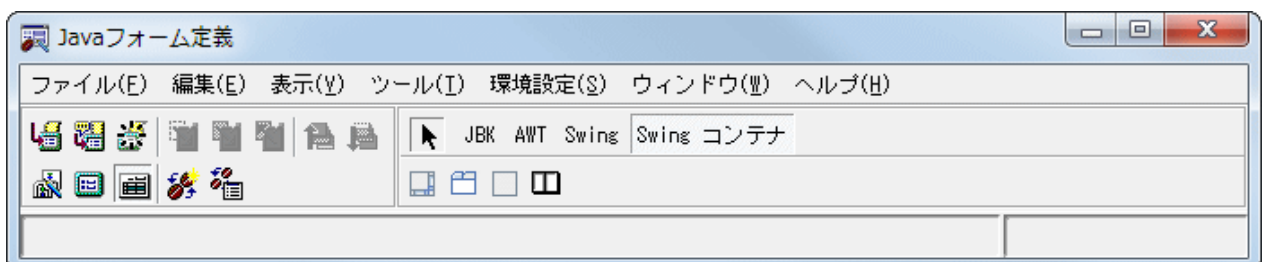 Javaフォーム定義
ファイル(F) 編集(E) 表示(V) ツール(T) 環境設定(S) ウィンドウ(W) ヘルプ(H)
JBK AWT Swing Swing コンテナ